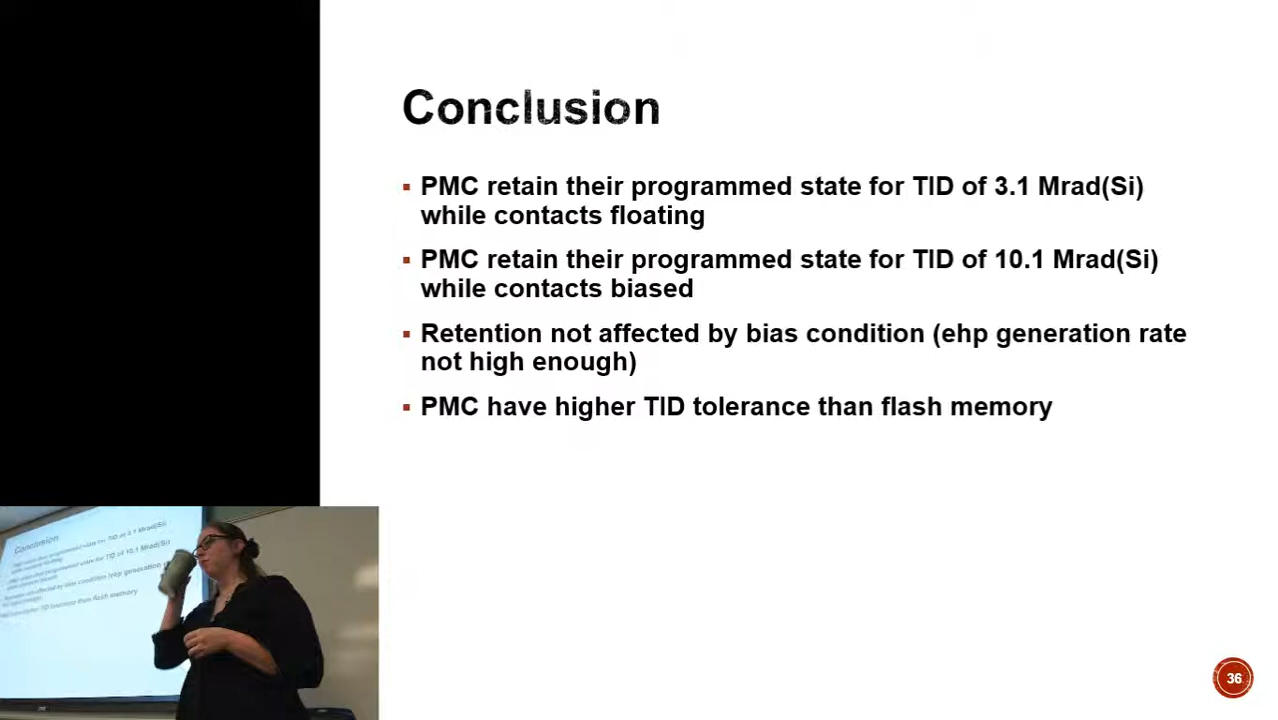 Conclusion
▪ PMC retain their programmed state for TID of 3.1 Mrad(Si)
while contacts floating
▪ PMC retain their programmed state for TID of 10.1 Mrad(Si)
while contacts biased
▪ Retention not affected by bias condition (ehp generation rate
not high enough)
▪ PMC have higher TID tolerance than flash memory
36
Conclusion